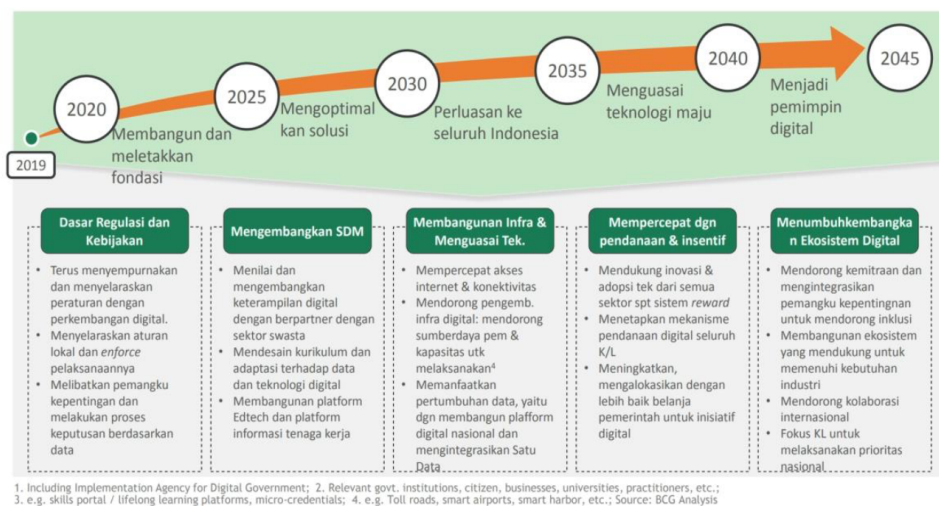 2019
2020
2025
2030
2035
2040
2045
Membangun dan
meletakkan
fondasi
Mengoptimal
kan solusi
Perluasan ke
seluruh Indonesia
Menguasai
teknologi maju
Menjadi
pemimpin
digital
Dasar Regulasi dan
Kebijakan
• Terus menyempurnakan
dan menyelaraskan
peraturan dengan
perkembangan digital.
• Menyelaraskan aturan
lokal dan enforce
pelaksanaannya
• Melibatkan pemangku
kepentingan dan
melakukan proses
keputusan berdasarkan
data
Mengembangkan SDM
• Menilai dan
mengembangkan
keterampilan digital
dengan berpartner dengan
sektor swasta
• Mendesain kurikulum dan
adaptasi terhadap data
dan teknologi digital
• Membangunan platform
Edtech dan platform
informasi tenaga kerja
Membangunan Infra &
Menguasai Tek.
• Mempercepat akses
internet & konektivitas
• Mendorong pengemb.
infra digital: mendorong
sumberdaya pem &
kapasitas utk
melaksanakan⁴
• Memanfaatkan
pertumbuhan data, yaitu
dgn membangun plafform
digital nasional dan
mengintegrasikan Satu
Data
Mempercepat dgn
pendanaan & insentif
• Mendukung inovasi &
adopsi tek dari semua
sektor spt sistem reward
• Menetapkan mekanisme
pendanaan digital seluruh
K/L
• Meningkatkan,
mengalokasikan dengan
lebih baik belanja
pemerintah untuk inisiatif
digital
Menumbuhkembangka
n Ekosistem Digital
• Mendorong kemitraan dan
mengintegrasikan
pemangku kepentingnan
untuk mendorong inklusi
• Membangunan ekosistem
yang mendukung untuk
memenuhi kebutuhan
industri
• Mendorong kolaborasi
internasional
• Fokus KL untuk
melaksanakan prioritas
nasional
1. Including Implementation Agency for Digital Government; 2. Relevant govt. institutions, citizen, businesses, universities, practitioners, etc.;
3. e.g. skills portal / lifelong learning platforms, micro-credentials; 4. e.g. Toll roads, smart airports, smart harbor, etc.; Source: BCG Analysis